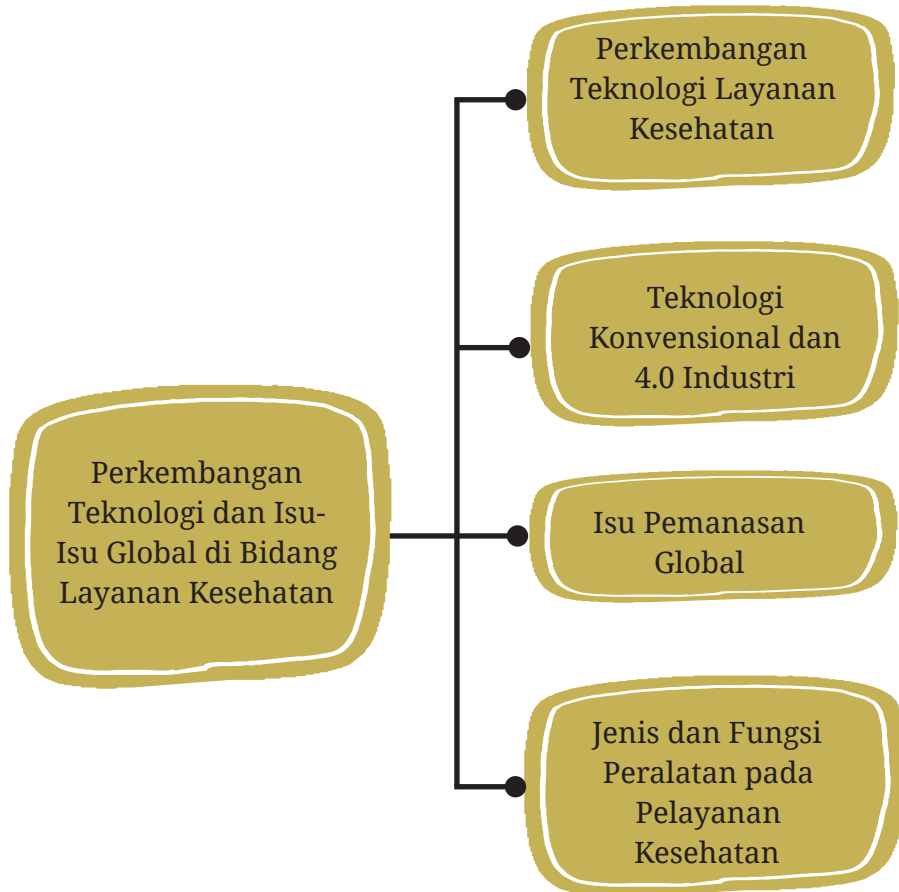 Perkembangan
Teknologi Layanan
Kesehatan
Teknologi
Konvensional dan
4.0 Industri
Perkembangan
Teknologi dan Isu-
Isu Global di Bidang
Layanan Kesehatan
Isu Pemanasan
Global
Jenis dan Fungsi
Peralatan pada
Pelayanan
Kesehatan